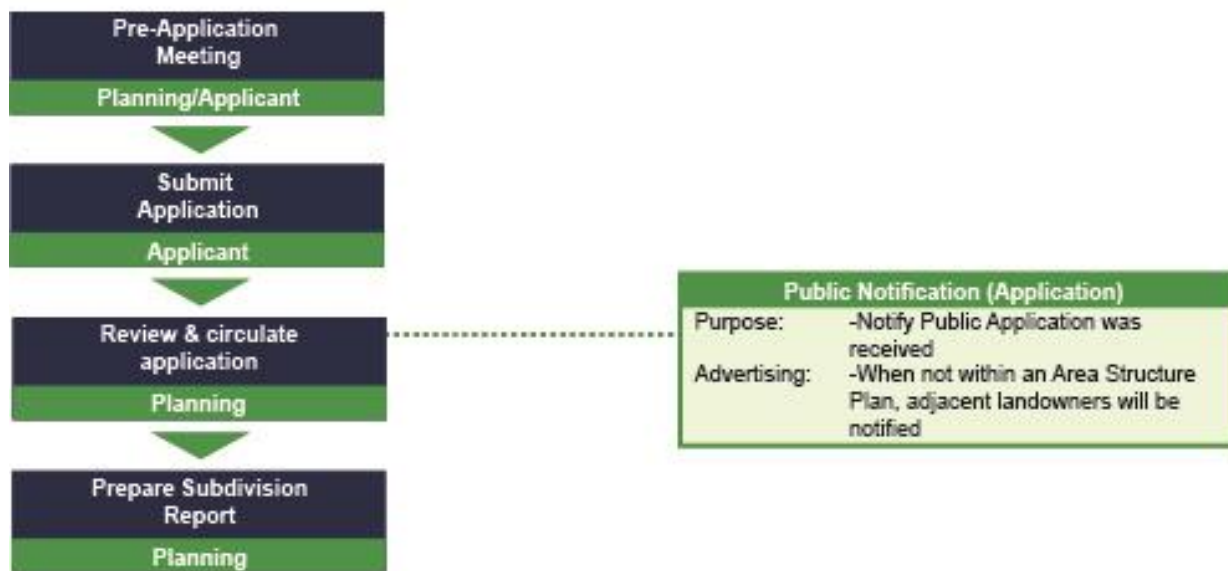 Pre-Application
Meeting
Planning/Applicant
Submit
Application
Applicant
Review & circulate
application
Planning
Prepare Subdivision
Report
Planning
Public Notification (Application)
Purpose: -Notify Public Application was
received
Advertising: -When not within an Area Structure
Plan, adjacent landowners will be
notified